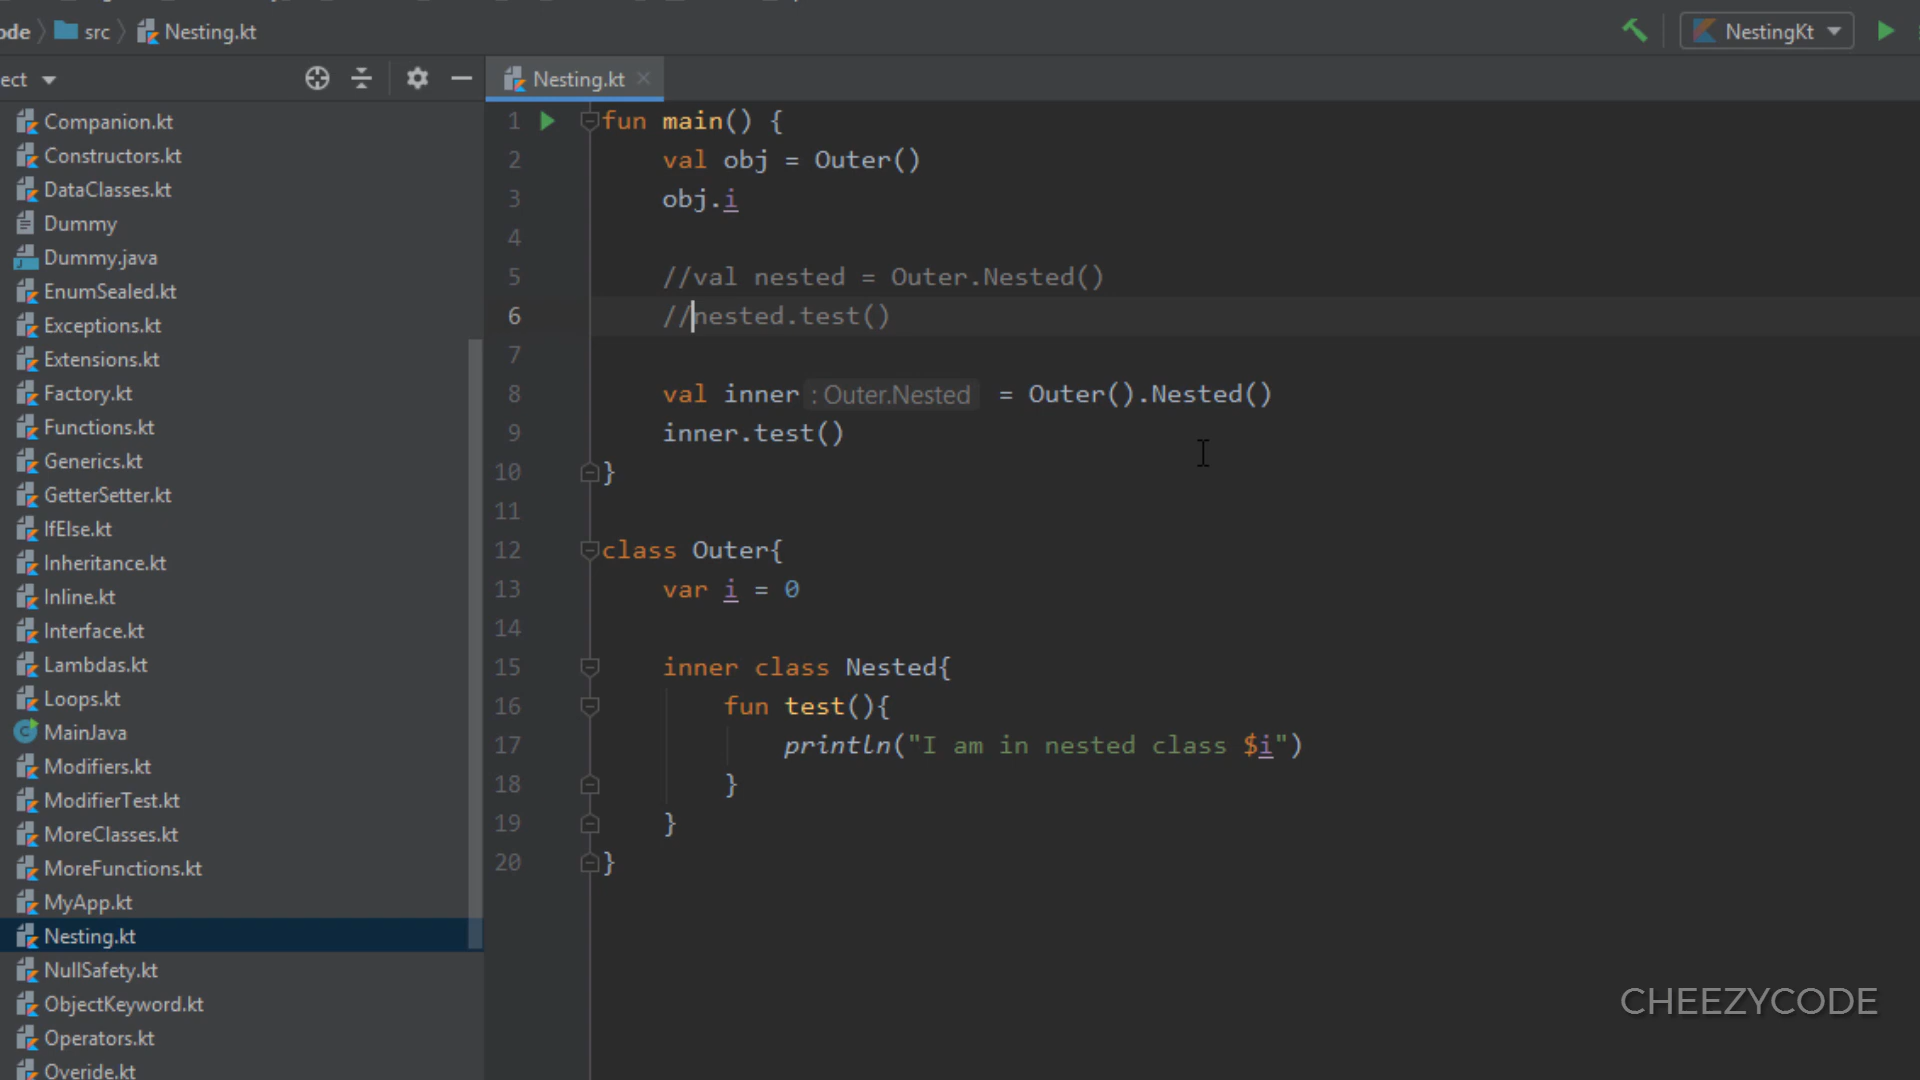 ode src Nesting.kt NestingKt
ect
Nesting.kt
Companion.kt
Constructors.kt
DataClasses.kt
Dummy
Dummy.java
EnumSealed.kt
Exceptions.kt
Extensions.kt
Factory.kt
Functions.kt
Generics.kt
GetterSetter.kt
IfElse.kt
Inheritance.kt
Inline.kt
Interface.kt
Lambdas.kt
Loops.kt
MainJava
Modifiers.kt
ModifierTest.kt
MoreClasses.kt
MoreFunctions.kt
MyApp.kt
Nesting.kt
NullSafety.kt
ObjectKeyword.kt
Operators.kt
Overide.kt
1 fun main() {
2 val obj = Outer()
3 obj.i
4
5 //val nested = Outer.Nested()
6 //nested.test()
7
8 val inner : Outer.Nested = Outer().Nested()
9 inner.test()
10 }
11
12 class Outer{
13 var i = 0
14
15 inner class Nested{
16 fun test(){
17 println("I am in nested class $i")
18 }
19 }
20 }
CHEEZYCODE